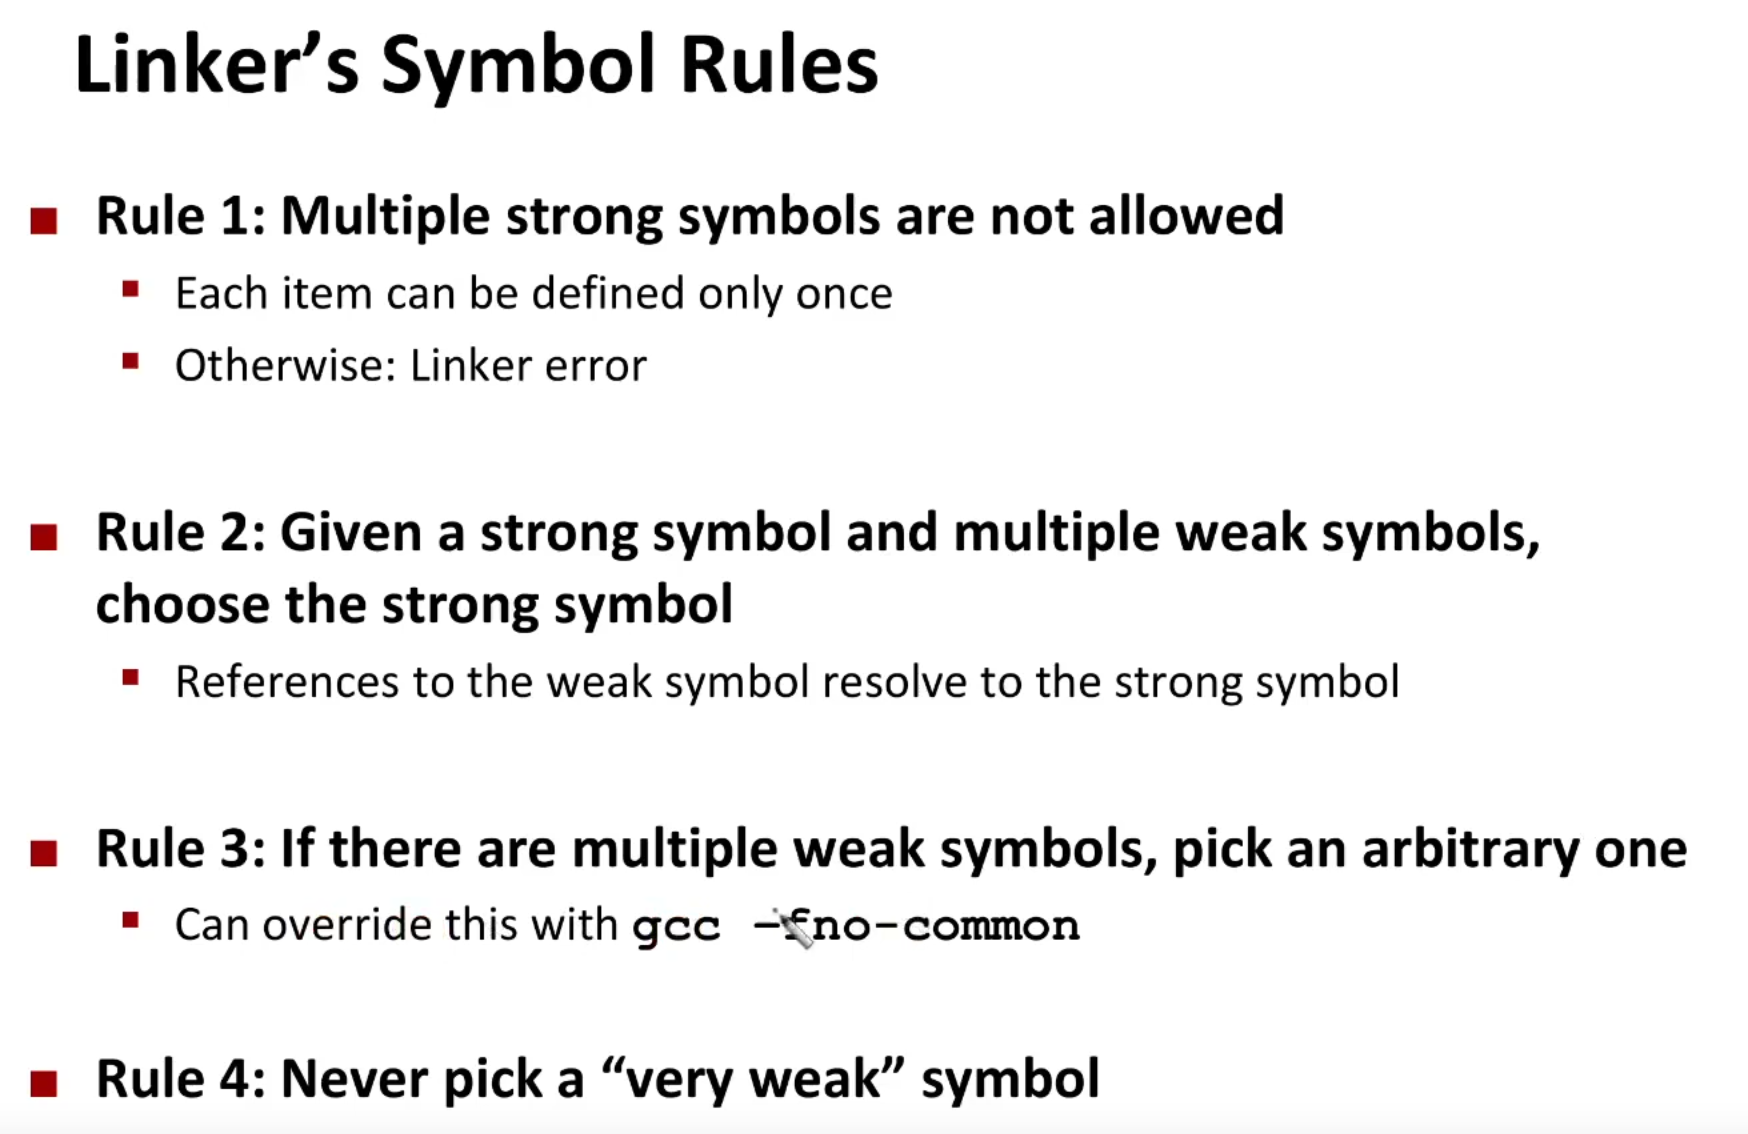 Linker’s Symbol Rules
Rule 1: Multiple strong symbols are not allowed
Each item can be defined only once
Otherwise: Linker error
Rule 2: Given a strong symbol and multiple weak symbols,
choose the strong symbol
References to the weak symbol resolve to the strong symbol
Rule 3: If there are multiple weak symbols, pick an arbitrary one
Can override this with gcc –fno-common
Rule 4: Never pick a “very weak” symbol